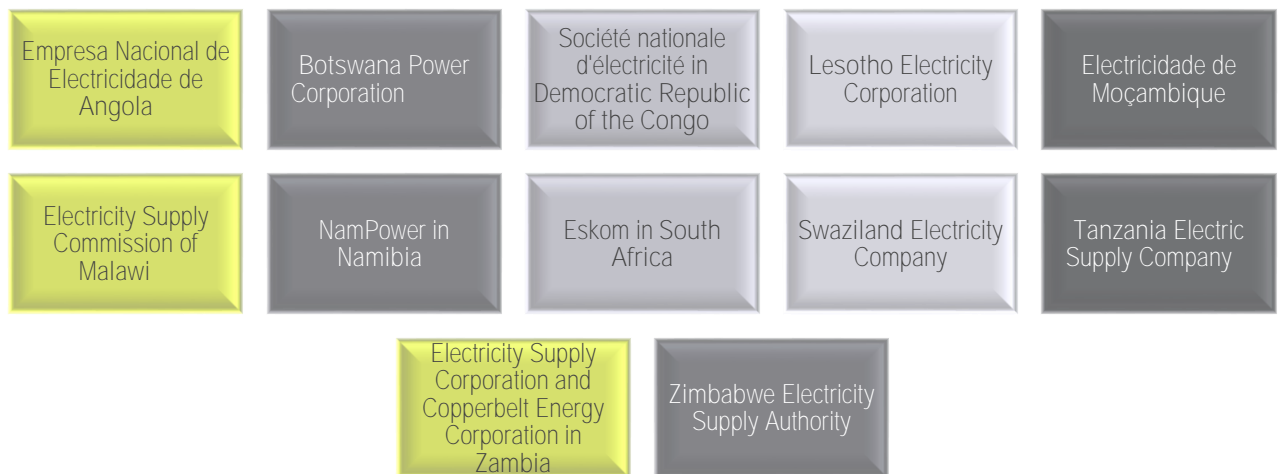 Empresa Nacional de
Electricidade de
Angola
Botswana Power
Corporation
Société nationale
d'électricité in
Democratic Republic
of the Congo
Lesotho Electricity
Corporation
Electricidade de
Moçambique
Electricity Supply
Commission of
Malawi
NamPower in
Namibia
Eskom in South
Africa
Swaziland Electricity
Company
Tanzania Electric
Supply Company
Electricity Supply
Corporation and
Copperbelt Energy
Corporation in
Zambia
Zimbabwe Electricity
Supply Authority